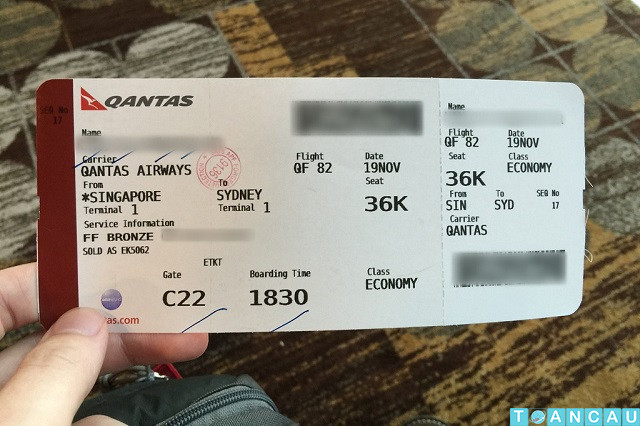 SEQ No
17
QANTAS
Name
Carrier
QANTAS AIRWAYS
From
*SINGAPORE
Terminal 1
To
SYDNEY
Terminal 1
Flight
QF 82
Date
19NOV
Seat
36K
Service Information
FF BRONZE
SOLD AS EK5062
ETKT
Gate
C22
Boarding Time
1830
Class
ECONOMY
as.com
Name
Flight
QF 82
Date
19NOV
Seat
36K
Class
ECONOMY
From
SIN
To
SYD
SEQ No
17
Carrier
QANTAS
TOANCAU